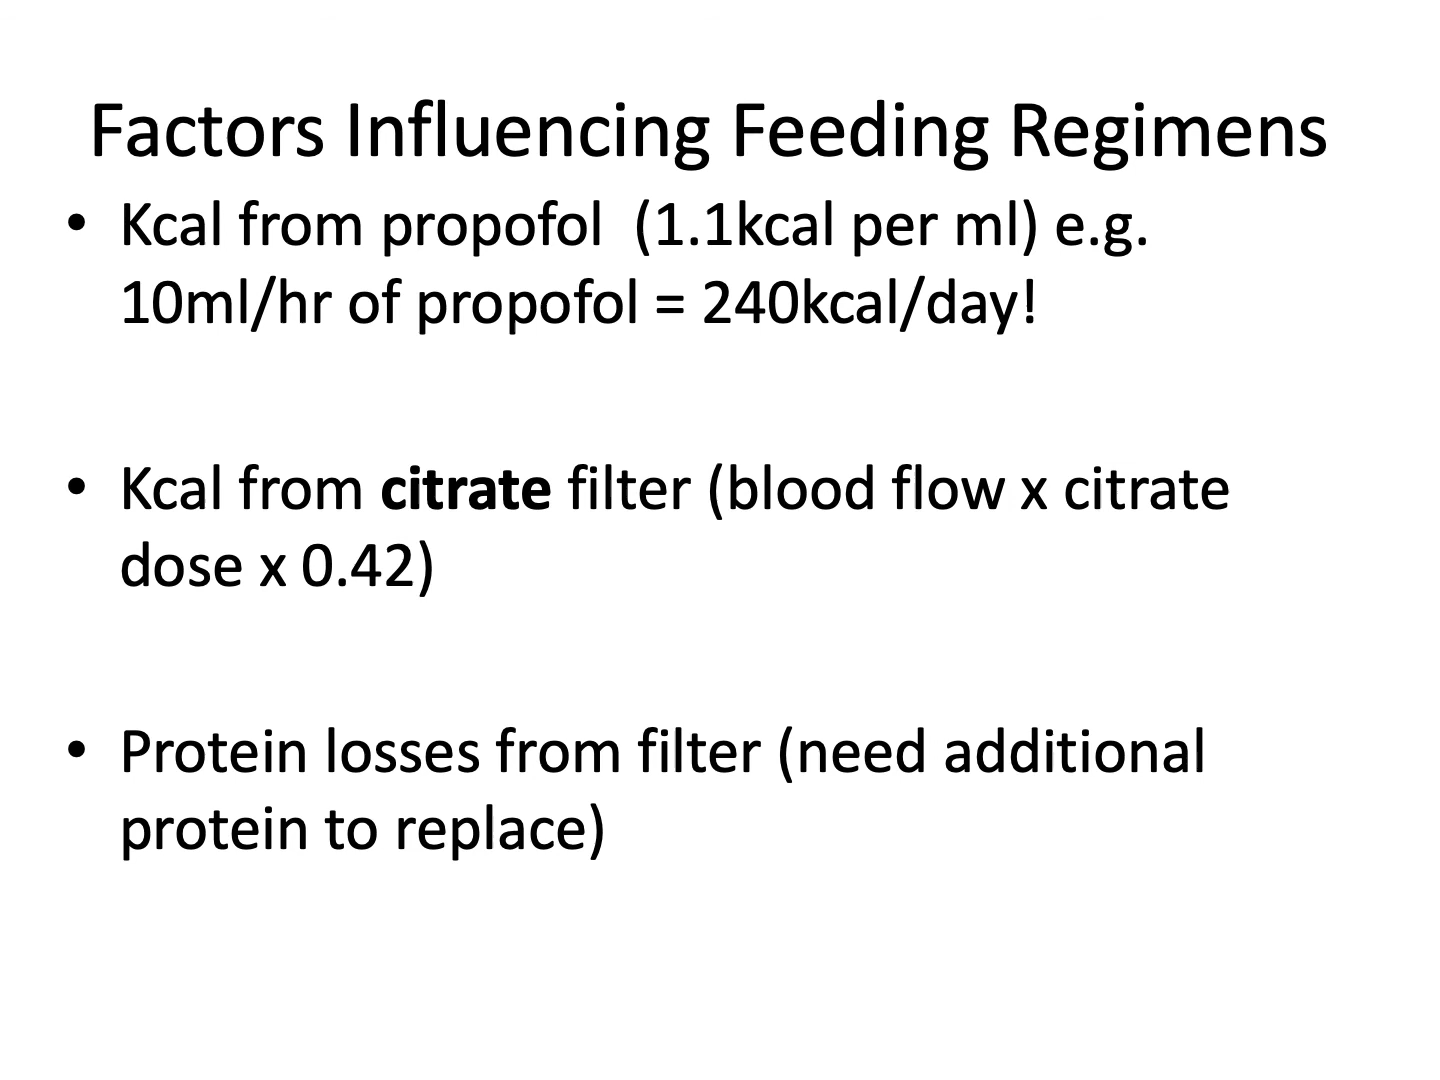 Factors Influencing Feeding Regimens
• Kcal from propofol  (1.1kcal per ml) e.g.
10ml/hr of propofol = 240kcal/day!
• Kcal from citrate filter (blood flow x citrate
dose x 0.42)
• Protein losses from filter (need additional
protein to replace)